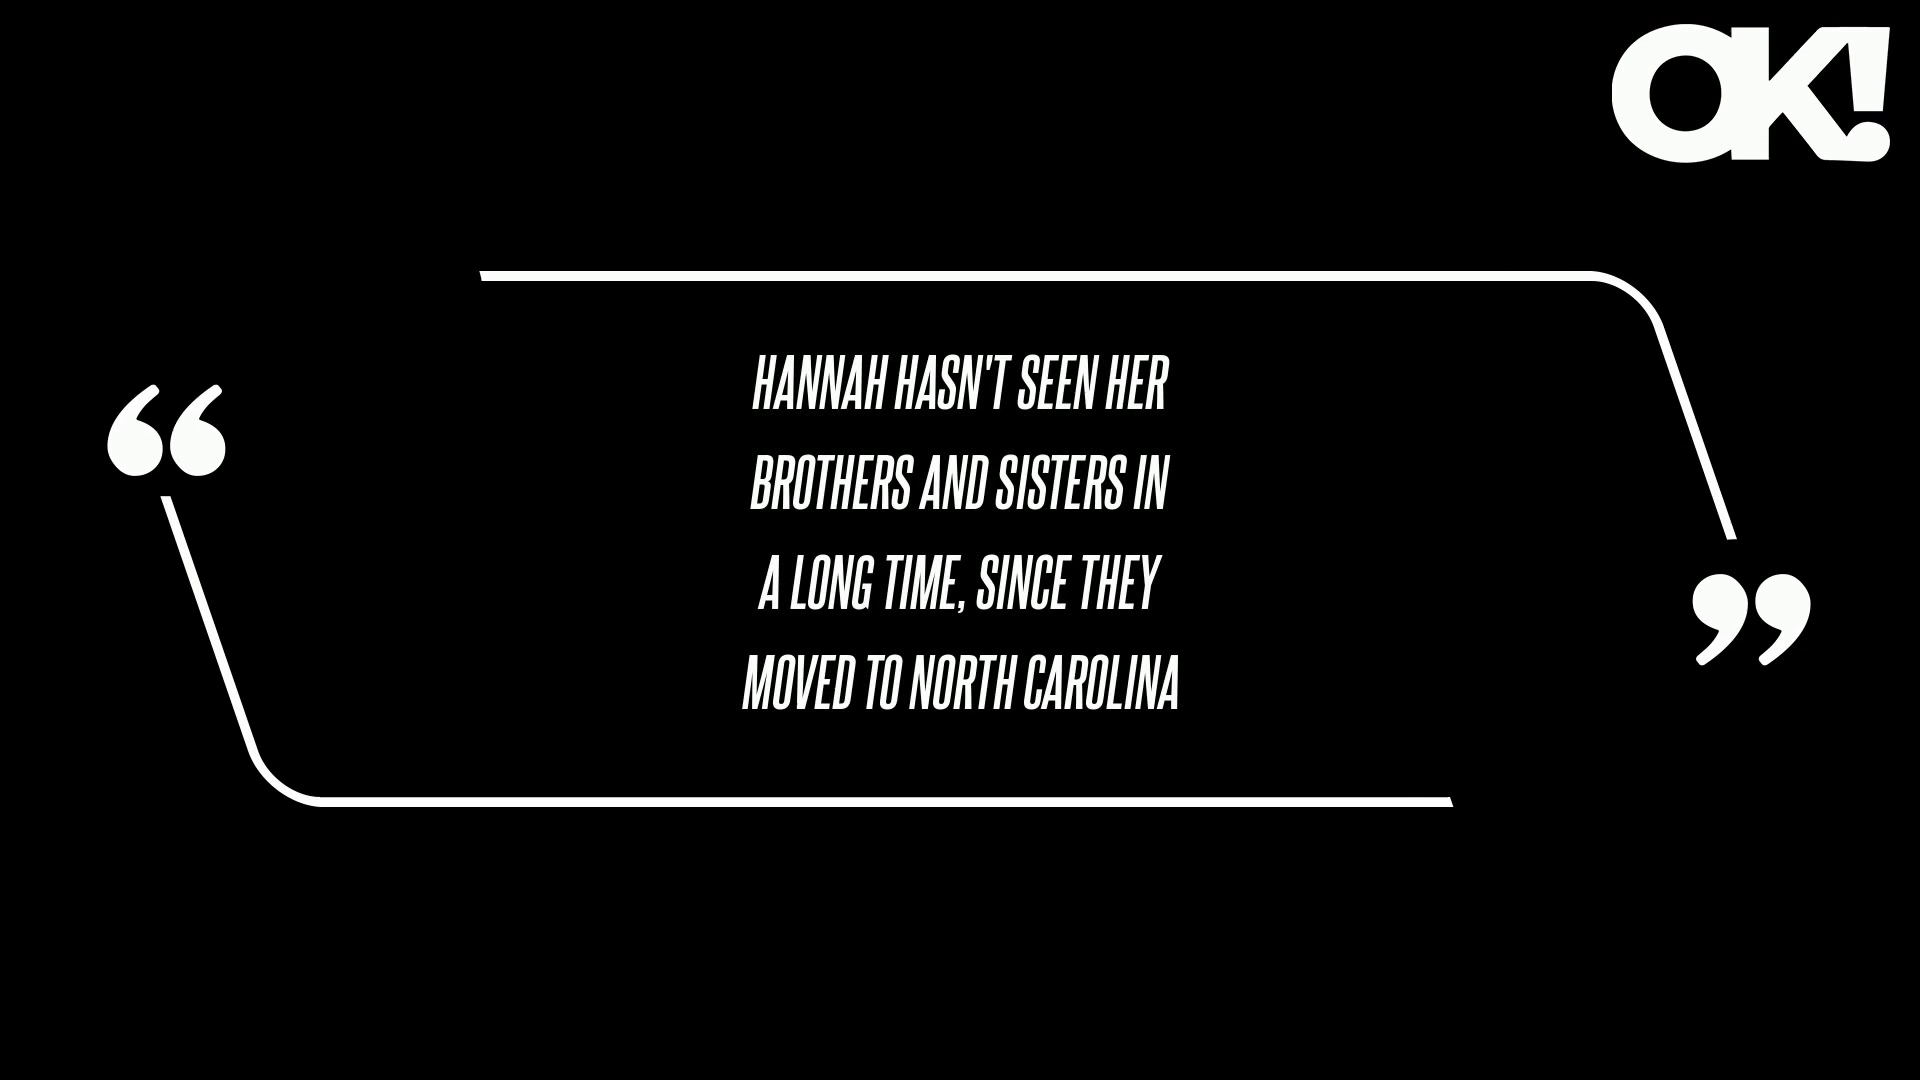 OK!
“
HANNAH HASN'T SEEN HER
BROTHERS AND SISTERS IN
A LONG TIME, SINCE THEY
MOVED TO NORTH CAROLINA
”